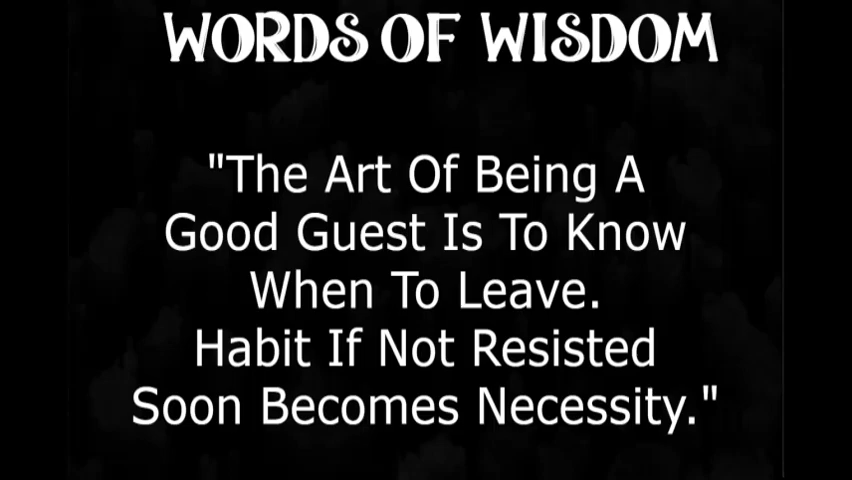 WORDS OF WISDOM
"The Art Of Being A
Good Guest Is To Know
When To Leave.
Habit If Not Resisted
Soon Becomes Necessity."